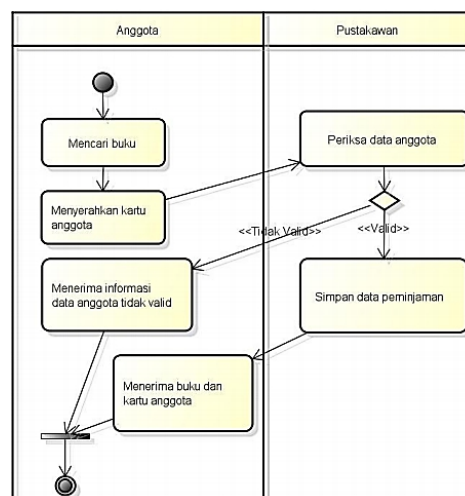 Anggota
Pustakawan
Mencari buku
Periksa data anggota
Menyerahkan kartu
anggota
<<Tidak Valid>>
<<Valid>>
Menerima informasi
data anggota tidak valid
Simpan data peminjaman
Menerima buku dan
kartu anggota